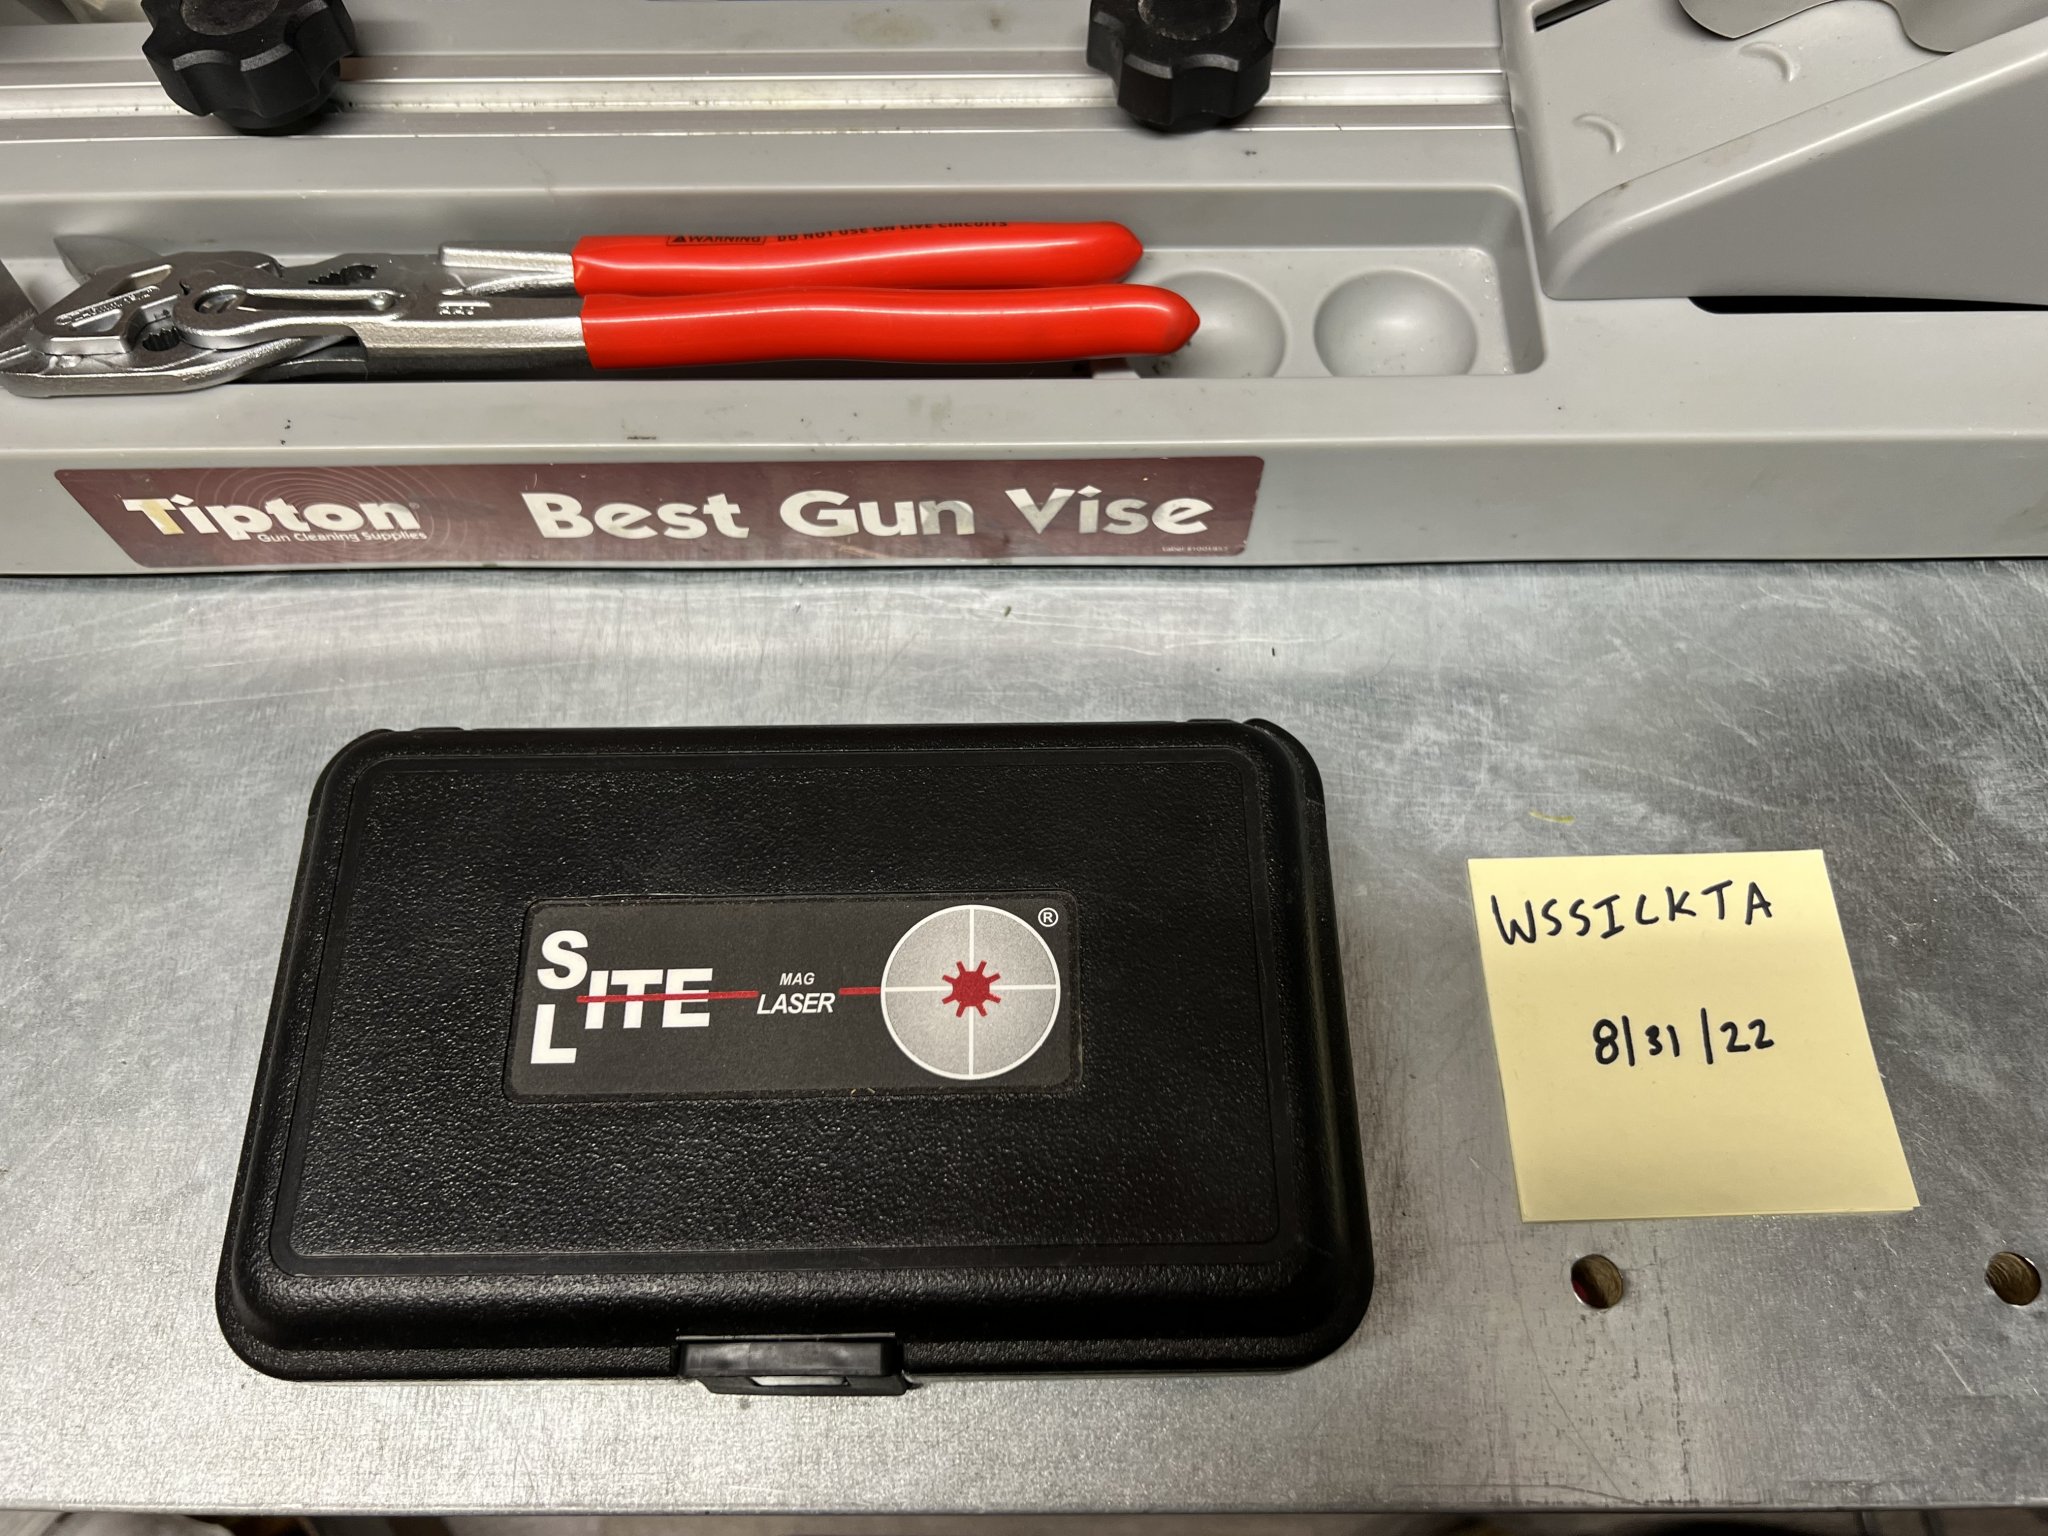 WARNING DO NOT USE ON LIVE CIRCUITS
Tipton®
Gun Cleaning Supplies
Best Gun Vise
SITE
L
MAG
LASER
®
WSSILKTA
8/31/22